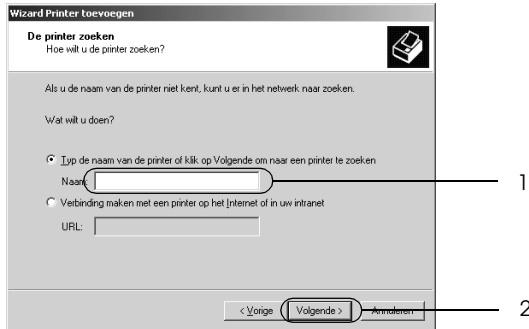 Wizard Printer toevoegen
De printer zoeken
Hoe wilt u de printer zoeken?
Als u de naam van de printer niet kent, kunt u er in het netwerk naar zoeken.
Wat wilt u doen?
Typ de naam van de printer of klik op Volgende om naar een printer te zoeken
Naam:
1
Verbinding maken met een printer op het Internet of in uw intranet
URL:
< Vorige
Volgende >
Annuleren
2